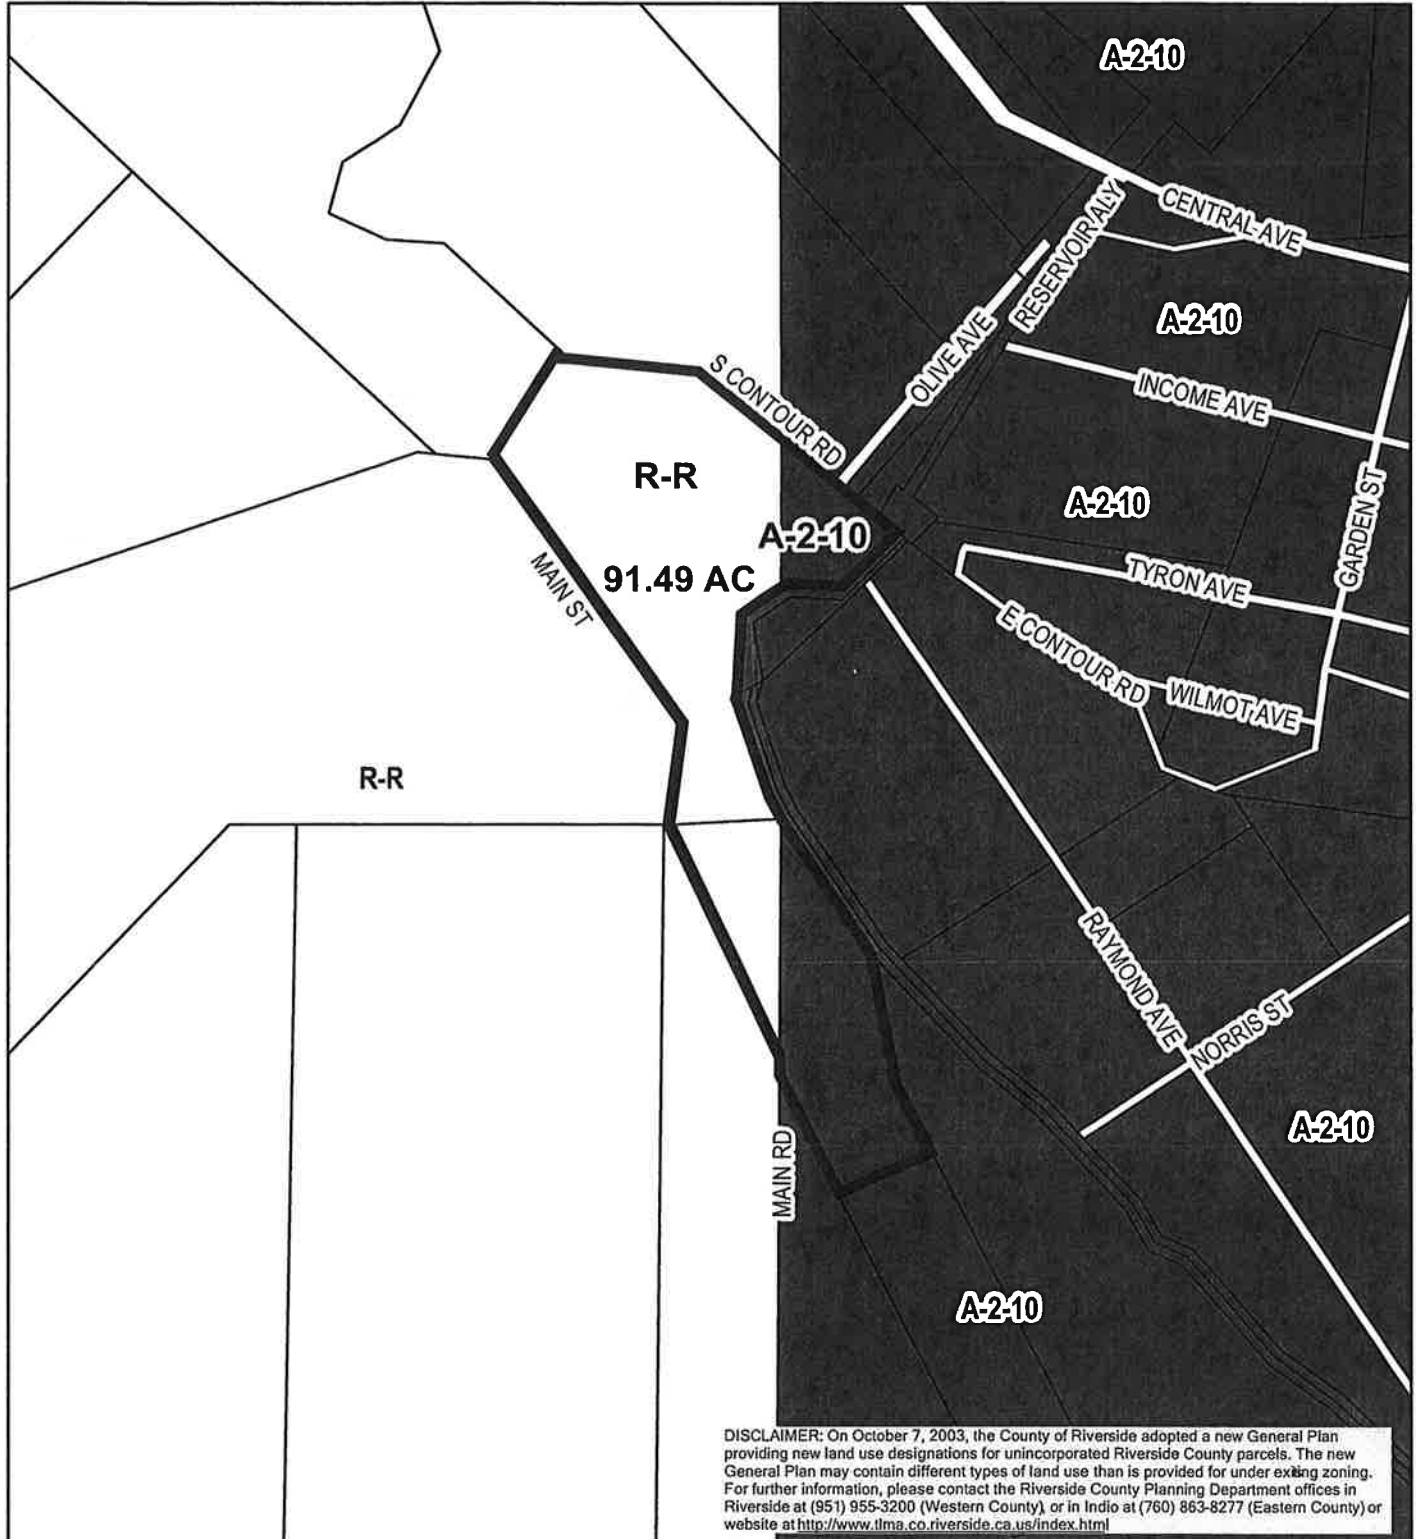 A-2-10
CENTRAL AVE
RESERVOIR ALY
OLIVE AVE
A-2-10
S CONTOUR RD
INCOME AVE
R-R
A-2-10
GARDEN ST
A-2-10
91.49 AC
MAIN ST
TYRON AVE
E CONTOUR RD
WILMOT AVE
R-R
RAYMOND AVE
NORRIS ST
A-2-10
MAIN RD
A-2-10
DISCLAIMER: On October 7, 2003, the County of Riverside adopted a new General Plan
providing new land use designations for unincorporated Riverside County parcels. The new
General Plan may contain different types of land use than is provided for under existing zoning.
For further information, please contact the Riverside County Planning Department offices in
Riverside at (951) 955-3200 (Western County), or in Indio at (760) 863-8277 (Eastern County) or
website at http://www.tlma.co.riverside.ca.us/index.html